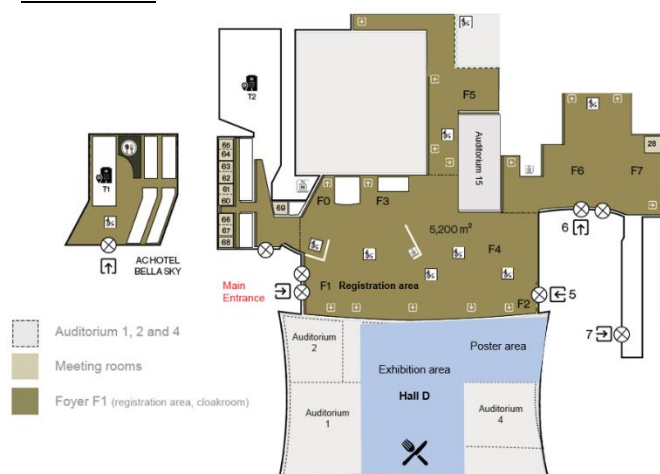 T2
F5
65
64
63
62
61
60
66
67
68
69
T1
Auditorium 15
28
F6
F7
F0
F3
5,200 m²
F4
6
AC HOTEL
BELLA SKY
Main
Entrance
F1
Registration area
F2
5
7
Auditorium
2
Poster area
Exhibition area
Hall D
Auditorium
1
Auditorium
4
Auditorium 1, 2 and 4
Meeting rooms
Foyer F1 (registration area, cloakroom)